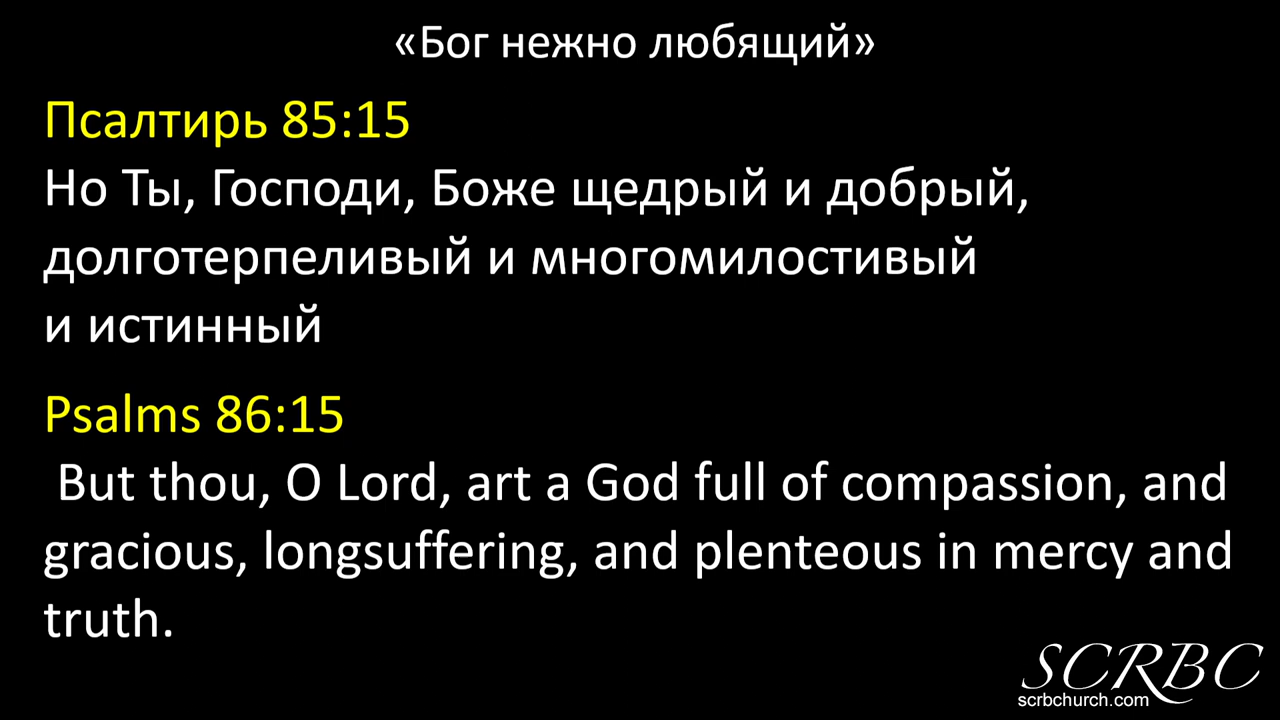 «Бог нежно любящий»
Псалтирь 85:15
Но Ты, Господи, Боже щедрый и добрый,
долготерпеливый и многомилостивый
и истинный
Psalms 86:15
But thou, O Lord, art a God full of compassion, and
gracious, longsuffering, and plenteous in mercy and
truth.
SCRBC
scrbchurch.com